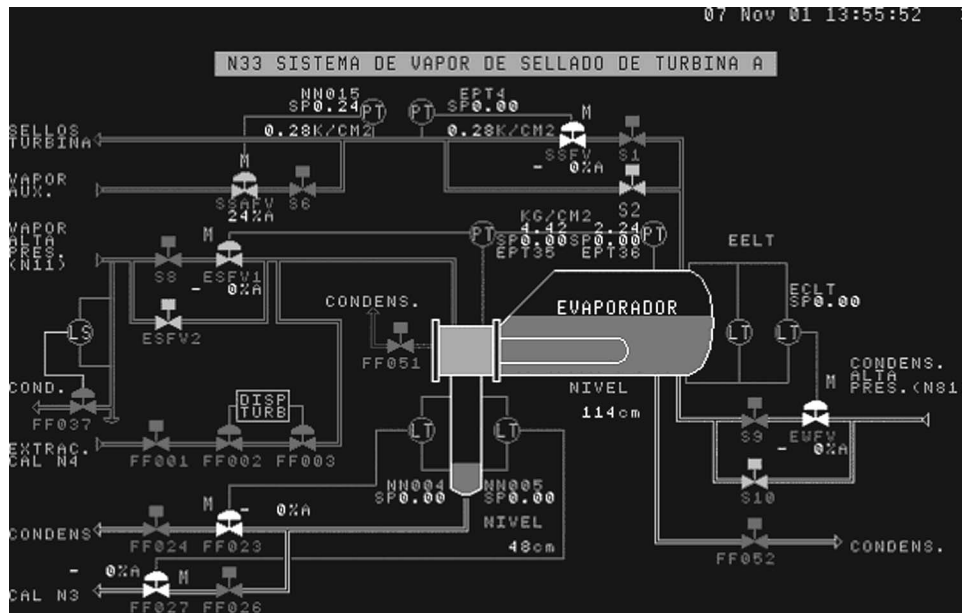 07 Nov 01 13:55:52
N33 SISTEMA DE VAPOR DE SELLADO DE TURBINA A
NN015
SP0.24
PT
EPT4
SP0.00
PT
M
SELLOS
TURBINA
0.28K/CM2
0.28K/CM2
SSFV
- 0%A
S1
VAPOR
AUX.
M
SSAFV
24%A
S6
S2
VAPOR
ALTA
PRES.
(N11)
M
S8
ESFV1
- 0%A
ESFV2
KG/CM2
4.42 2.24
PT
SP0.00 SP0.00
PT
EPT35 EPT36
EELT
ECLT
SP0.00
LT
LT
M
CONDENS.
FF051
EVAPORADOR
NIVEL
114cm
LS
COND.
FF037
DISP
TURB
CONDENS.
ALTA
PRES.(N81
S9
EWFV
- 0%A
S10
EXTRAC.
CAL N4
FF001
FF002
FF003
LT
LT
NN004
SP0.00
NN005
SP0.00
NIVEL
48cm
M
- 0%A
CONDENS
FF024
FF023
FF052
CONDENS.
- 0%A
M
CAL N3
FF027
FF026